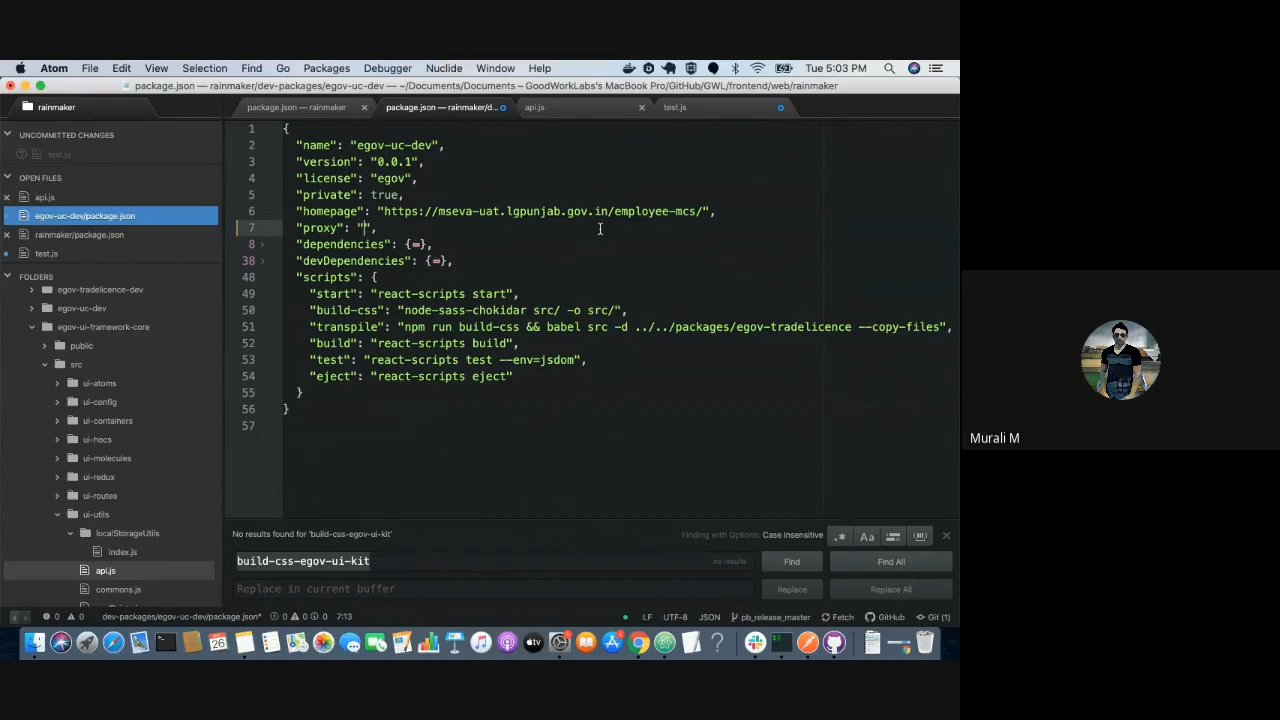 Atom File Edit View Selection Find Go Packages Debugger Nuclide Window Help Tue 5:03 PM
package.json — rainmaker/dev-packages/egov-uc-dev — ~/Documents/Documents – GoodWorkLabs's MacBook Pro/GitHub/GWL/frontend/web/rainmaker
rainmaker package.json — rainmaker package.json — rainmaker/d... api.js test.js
UNCOMMITTED CHANGES
test.js
OPEN FILES
api.js
egov-uc-dev/package.json
rainmaker/package.json
test.js
FOLDERS
egov-tradelicence-dev
egov-uc-dev
egov-ui-framework-core
public
src
ui-atoms
ui-config
ui-containers
ui-hocs
ui-molecules
ui-redux
ui-routes
ui-utils
localStorageUtils
index.js
api.js
commons.js
1 {
2 "name": "egov-uc-dev",
3 "version": "0.0.1",
4 "license": "egov",
5 "private": true,
6 "homepage": "https://mseva-uat.lgpunjab.gov.in/employee-mcs/",
7 "proxy": "",
8 "dependencies": {},
38 "devDependencies": {},
48 "scripts": {
49 "start": "react-scripts start",
50 "build-css": "node-sass-chokidar src/ -o src/",
51 "transpile": "npm run build-css && babel src -d ../../packages/egov-tradelicence --copy-files",
52 "build": "react-scripts build",
53 "test": "react-scripts test --env=jsdom",
54 "eject": "react-scripts eject"
55 }
56 }
57
No results found for 'build-css-egov-ui-kit' Finding with Options: Case Insensitive .* Aa
build-css-egov-ui-kit no results Find Find All
Replace in current buffer Replace Replace All
0 0 dev-packages/egov-uc-dev/package.json* 0 0 0 7:13 LF UTF-8 JSON pb_release_master Fetch GitHub Git (1)
Murali M